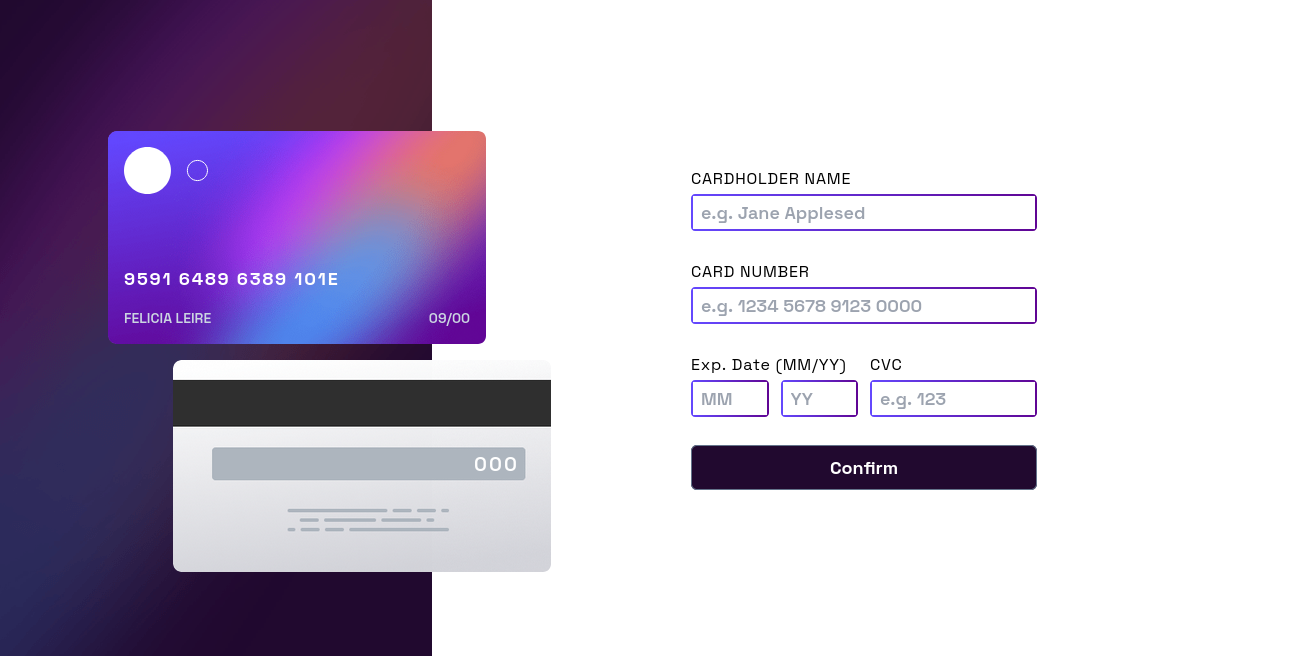 9591 6489 6389 101E
FELICIA LEIRE
09/00
000
CARDHOLDER NAME
e.g. Jane Applesed
CARD NUMBER
e.g. 1234 5678 9123 0000
Exp. Date (MM/YY)
CVC
MM
YY
e.g. 123
Confirm